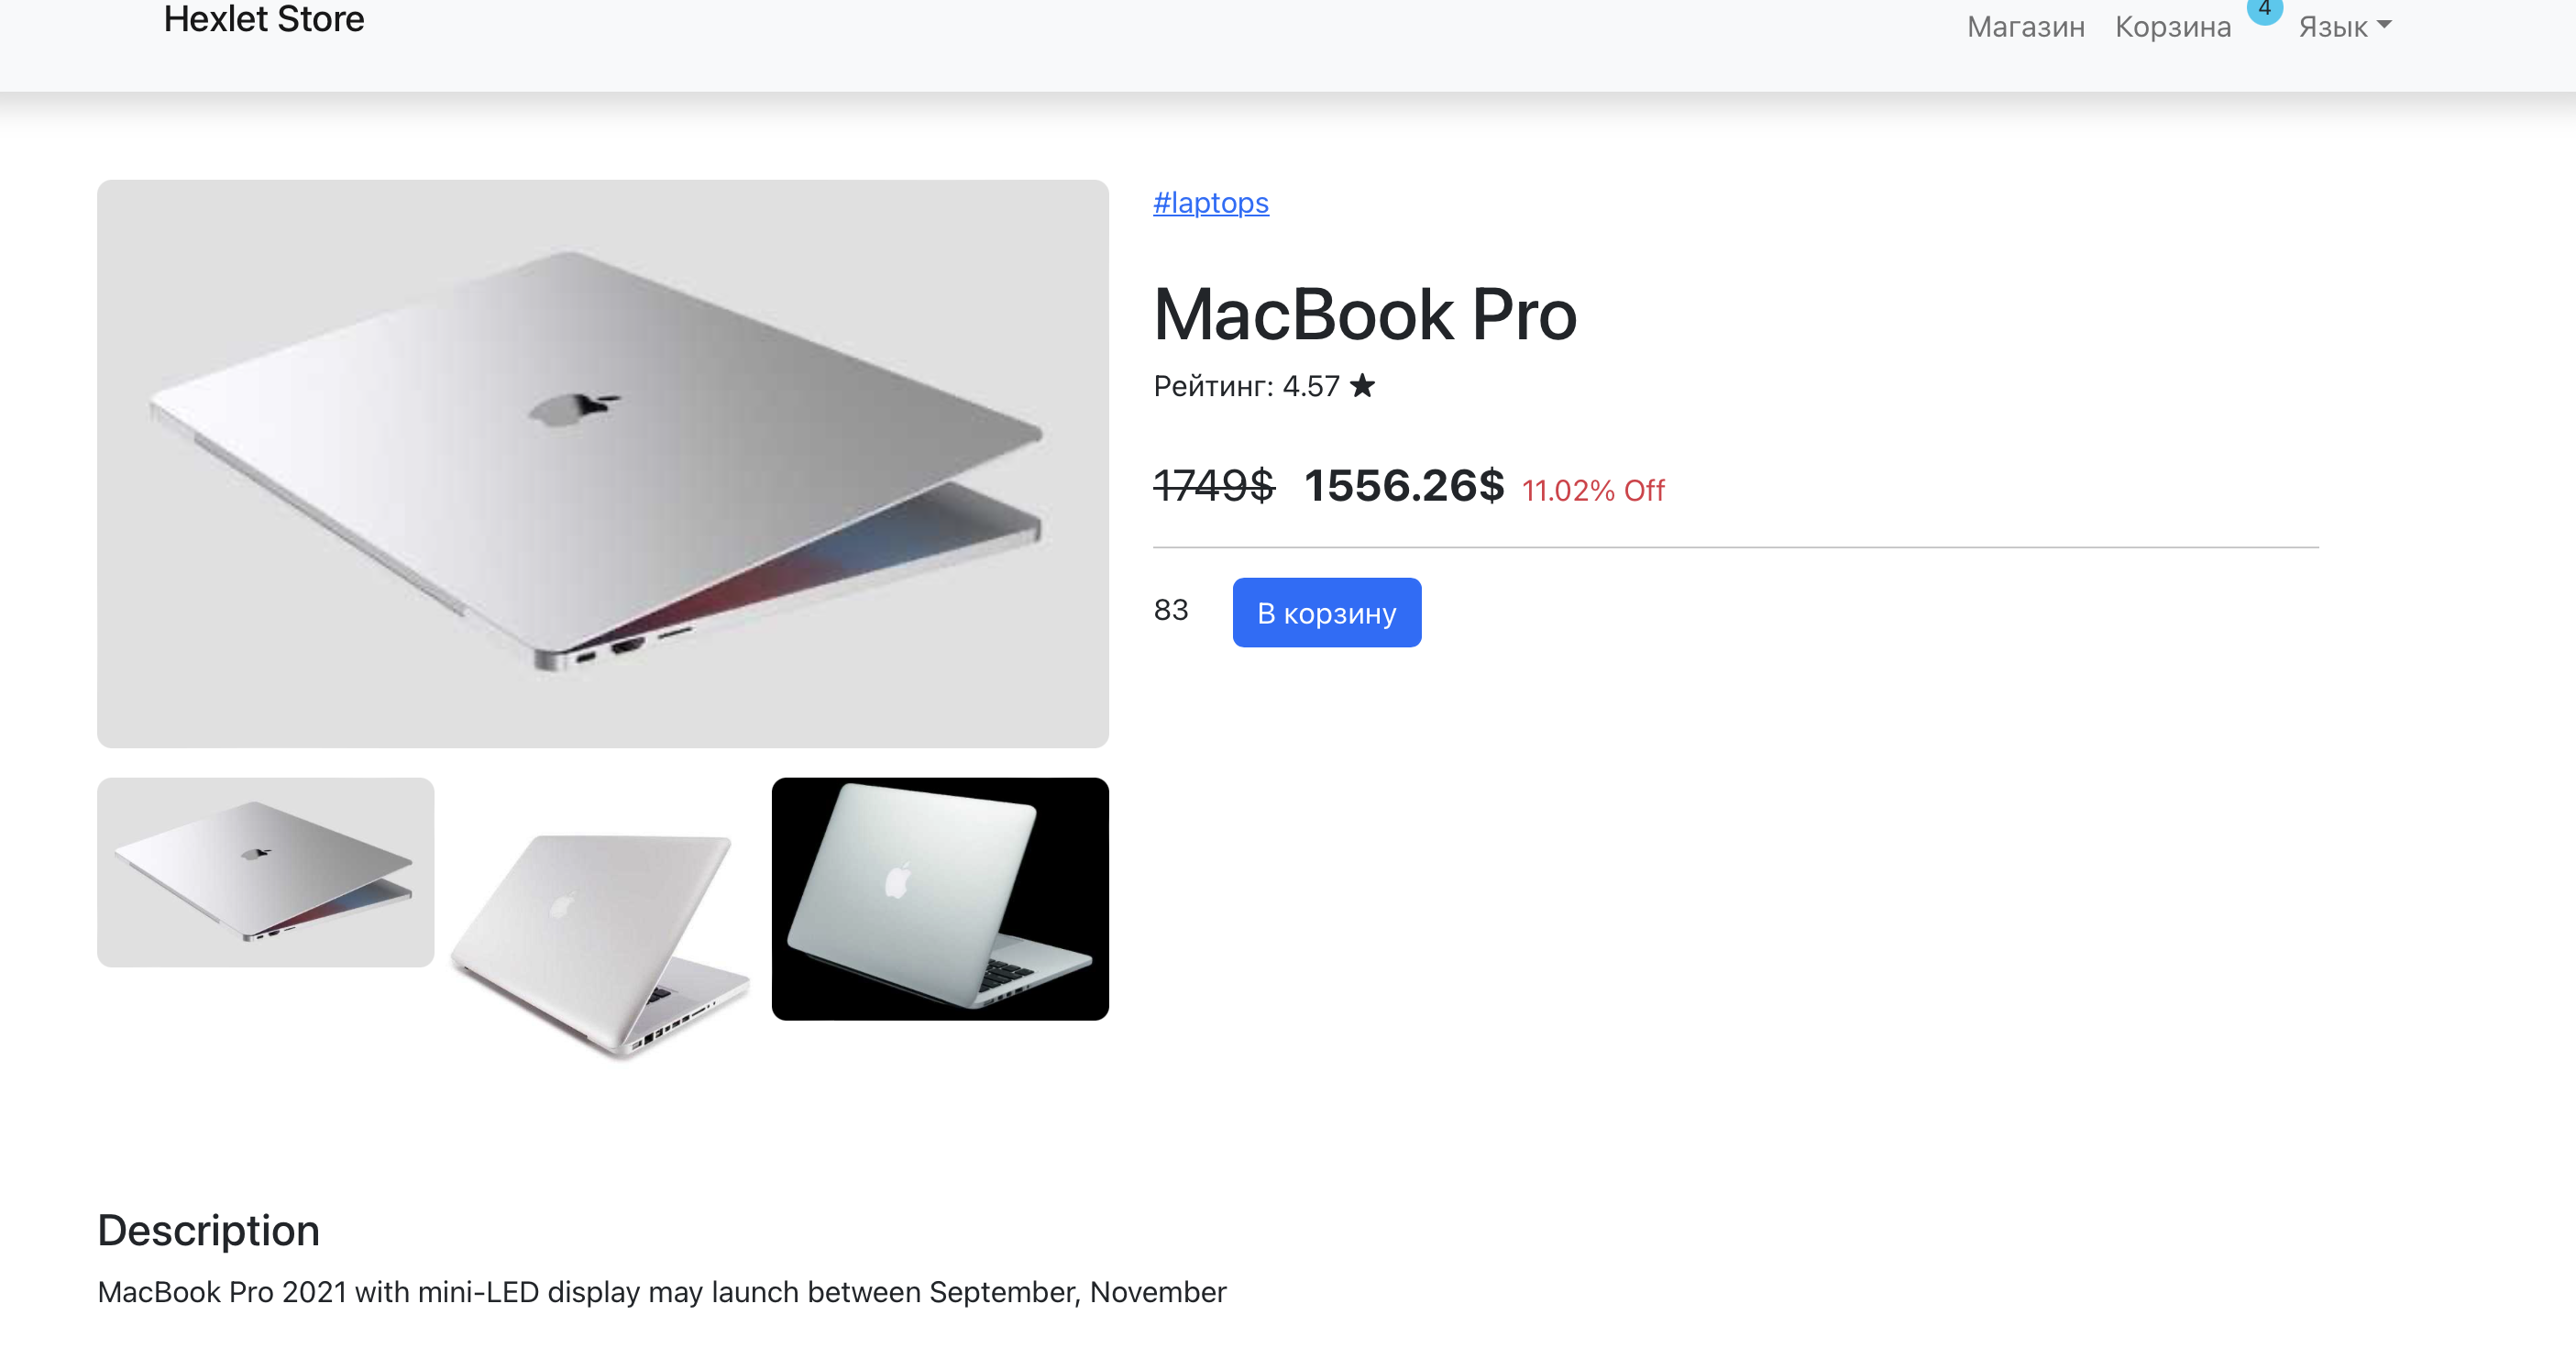 Hexlet Store
Магазин Корзина 4 Язык
#laptops
MacBook Pro
Рейтинг: 4.57 ★
1749$ 1556.26$ 11.02% Off
83 В корзину
Description
MacBook Pro 2021 with mini-LED display may launch between September, November